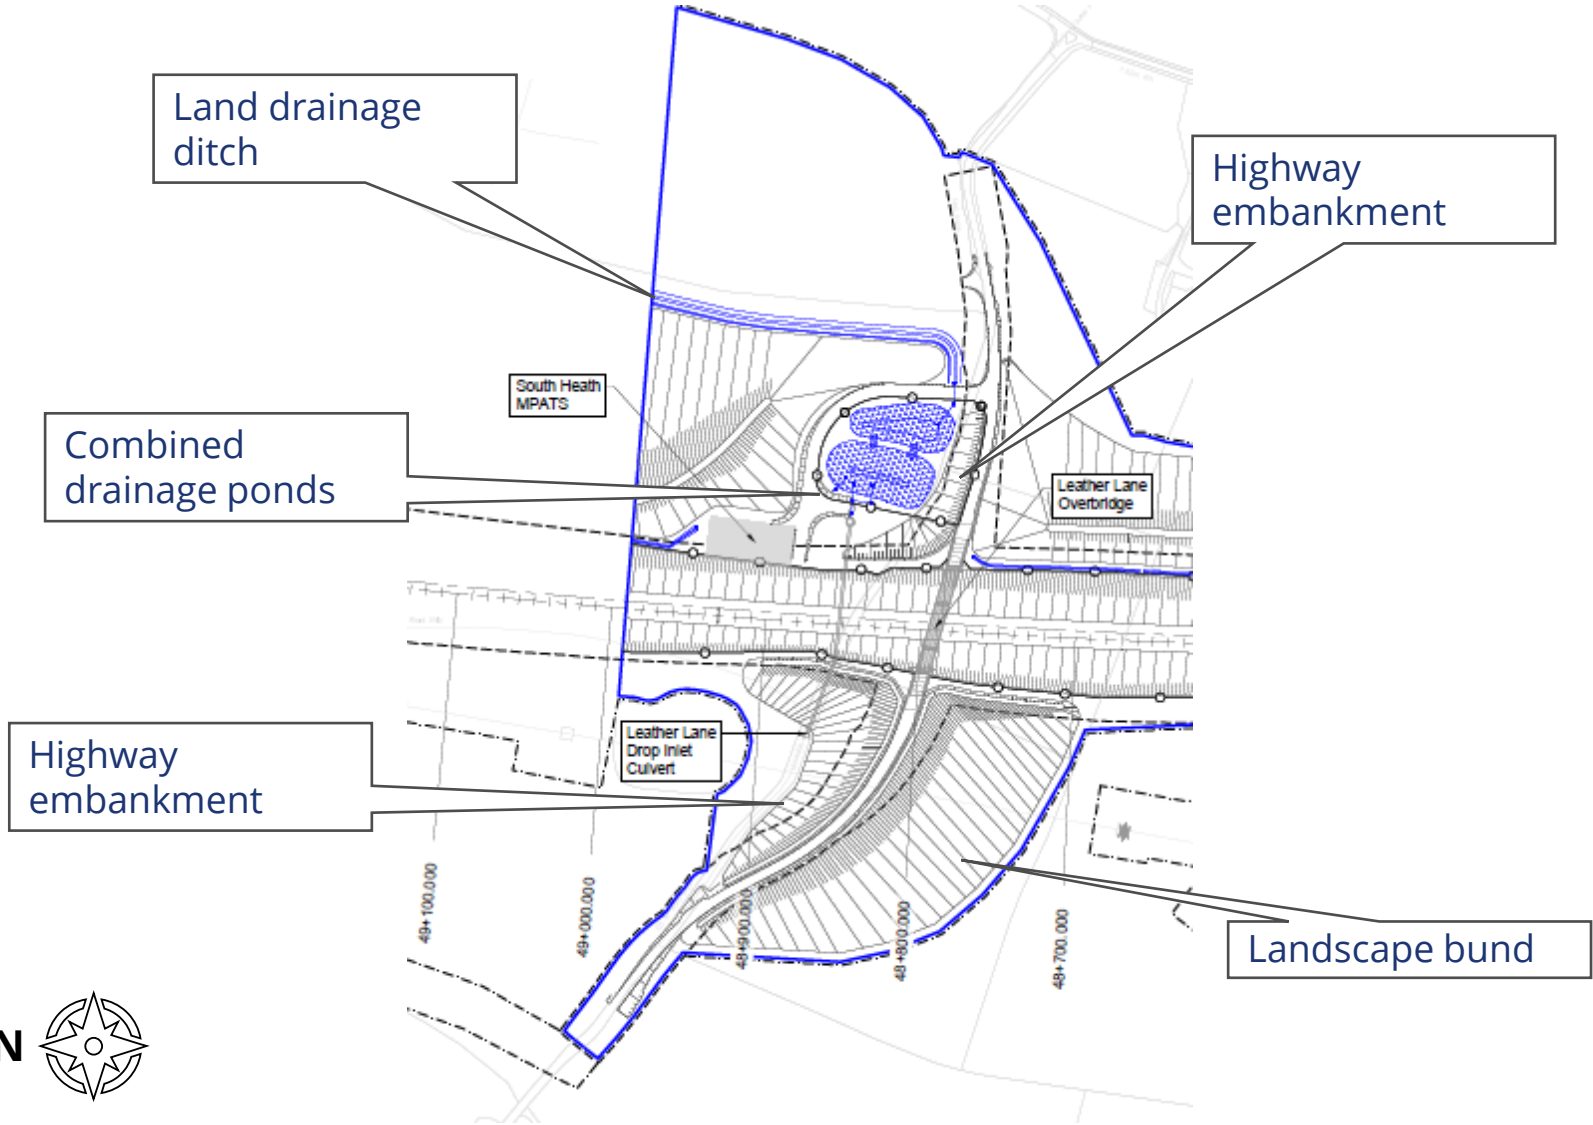 Land drainage
ditch
Highway
embankment
South Heath
MPATS
Combined
drainage ponds
Leather Lane
Overbridge
Highway
embankment
Leather Lane
Drop Inlet
Culvert
49+100.000
49+000.000
48+900.000
48+800.000
48+700.000
Landscape bund
N